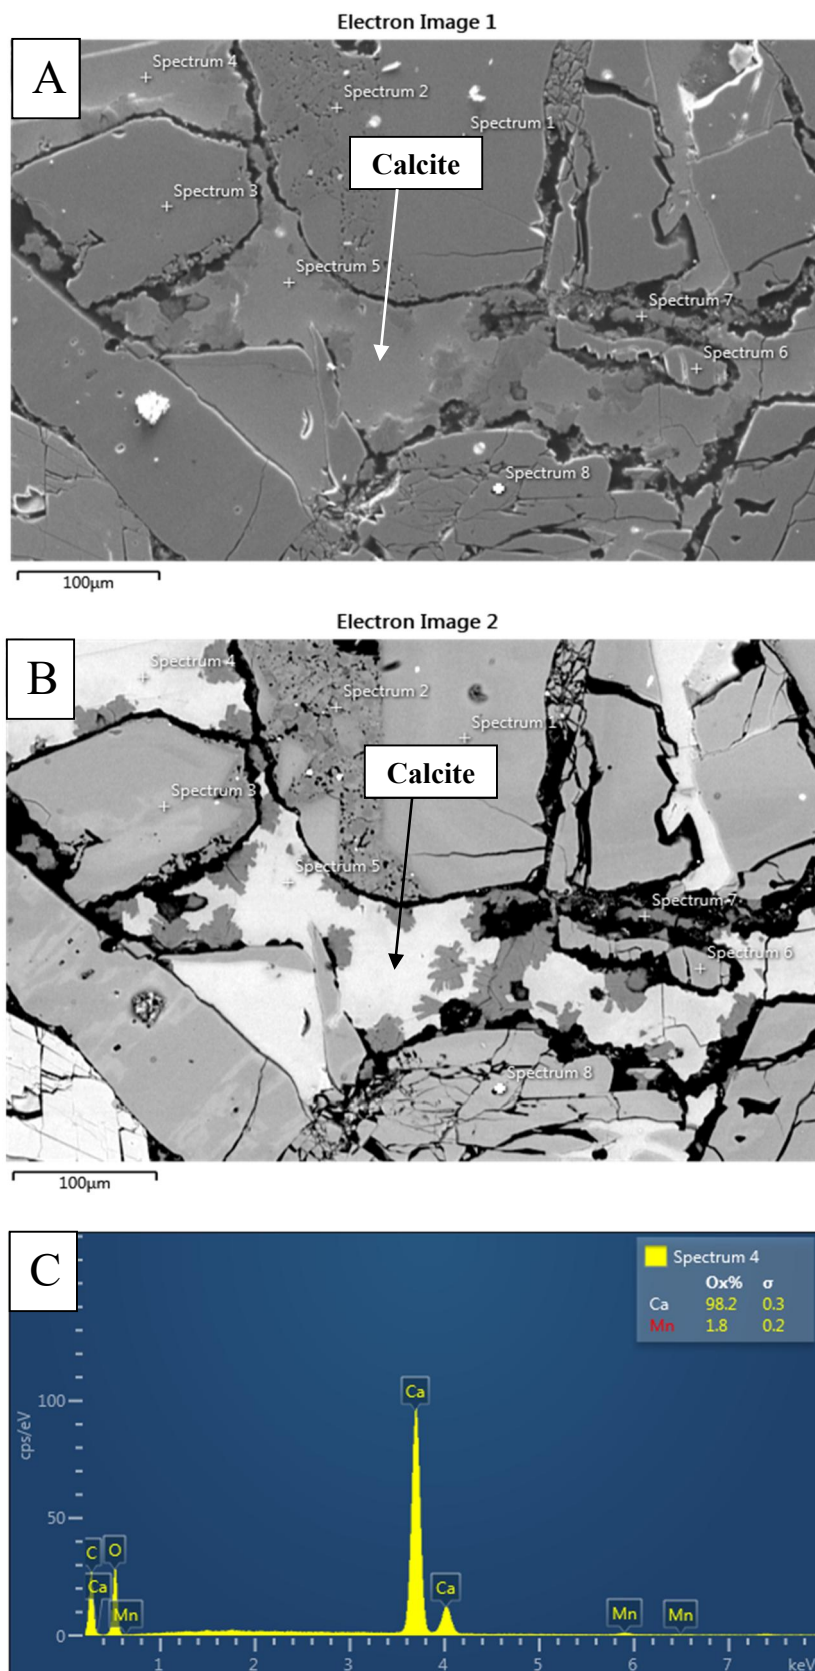 Electron Image 1
A
Spectrum 4
Spectrum 2
Spectrum 1
Calcite
Spectrum 3
Spectrum 5
Spectrum 7
Spectrum 6
Spectrum 8
100µm
Electron Image 2
B
Spectrum 4
Spectrum 2
Spectrum 1
Calcite
Spectrum 3
Spectrum 5
Spectrum 7
Spectrum 6
Spectrum 8
100µm
C
Spectrum 4
Ox% σ
Ca 98.2 0.3
Mn 1.8 0.2
cps/eV
100
50
0
Ca
C
O
Ca
Mn
Ca
Mn
Mn
1 2 3 4 5 6 7 keV